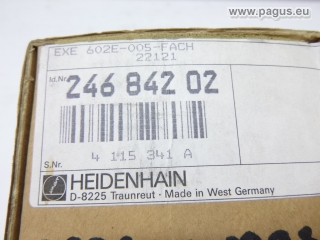 www.pagus.eu
EXE 602E-005-FACH
22121
Id.Nr.
246 842 02
S.Nr.
4 115 341 A
HEIDENHAIN
D-8225 Traunreut · Made in West Germany